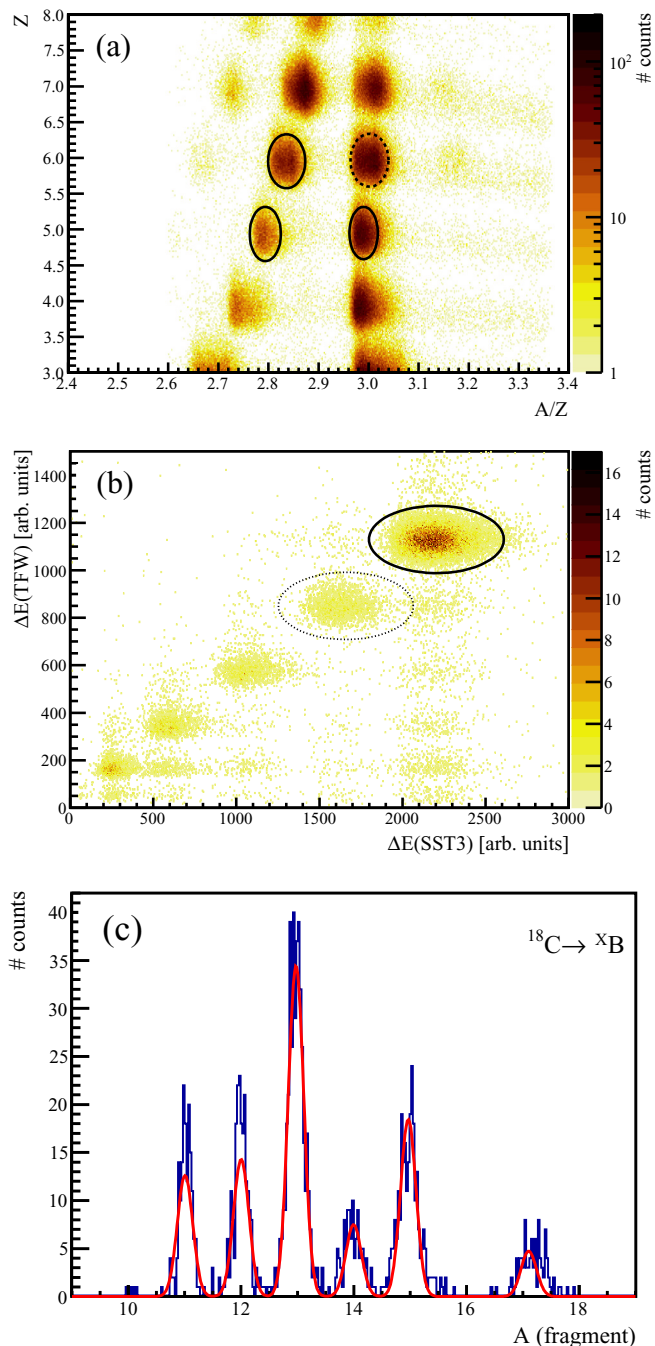 Z
8.0
7.5
7.0
6.5
6.0
5.5
5.0
4.5
4.0
3.5
3.0
(a)
2.4 2.5 2.6 2.7 2.8 2.9 3.0 3.1 3.2 3.3 3.4
A/Z
# counts
10²
10
1
ΔE(TFW) [arb. units]
1400
1200
1000
800
600
400
200
0
(b)
0 500 1000 1500 2000 2500 3000
ΔE(SST3) [arb. units]
# counts
16
14
12
10
8
6
4
2
0
# counts
40
35
30
25
20
15
10
5
0
(c)
¹⁸C→ ˣB
10 12 14 16 18
A (fragment)